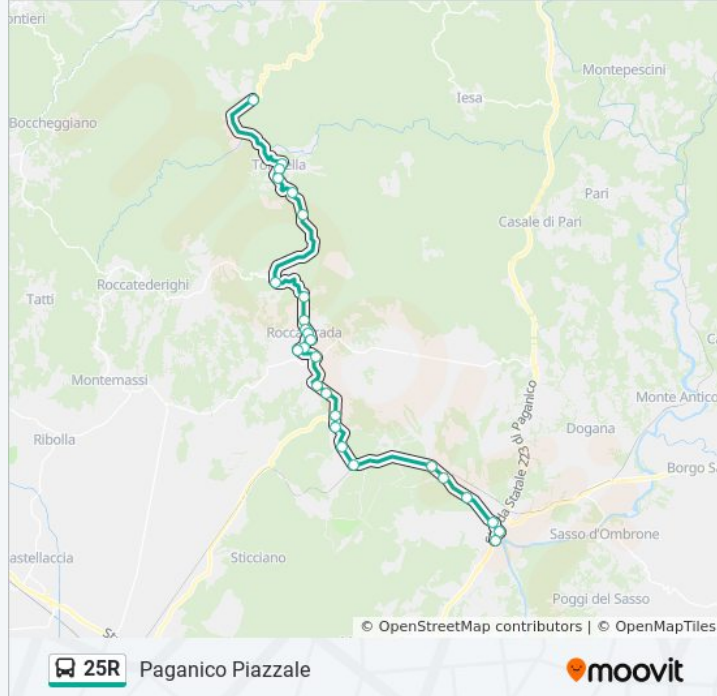 ontieri
Montepescini
Iesa
Boccheggiano
Pari
Casale di Pari
Roccatederighi
Tatti
Montemassi
Monte Antico
Ribolla
Dogana
Strada Statale 223 di Paganico
Borgo Sa
Sasso d'Ombrone
astellaccia
Sticciano
Poggi del Sasso
© OpenStreetMap contributors | © OpenMapTiles
25R Paganico Piazzale
moovit